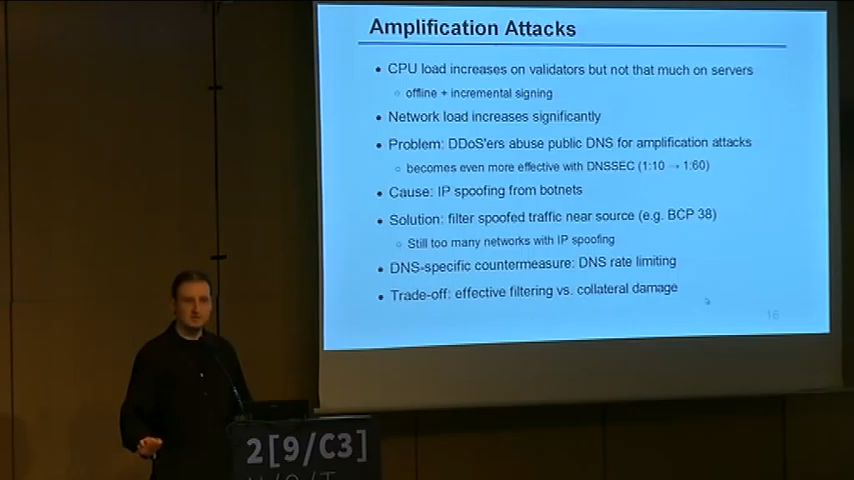 Amplification Attacks
• CPU load increases on validators but not that much on servers
○ offline + incremental signing
• Network load increases significantly
• Problem: DDoS'ers abuse public DNS for amplification attacks
○ becomes even more effective with DNSSEC (1:10 → 1:60)
• Cause: IP spoofing from botnets
• Solution: filter spoofed traffic near source (e.g. BCP 38)
○ Still too many networks with IP spoofing
• DNS-specific countermeasure: DNS rate limiting
• Trade-off: effective filtering vs. collateral damage
16
2[9/C3]